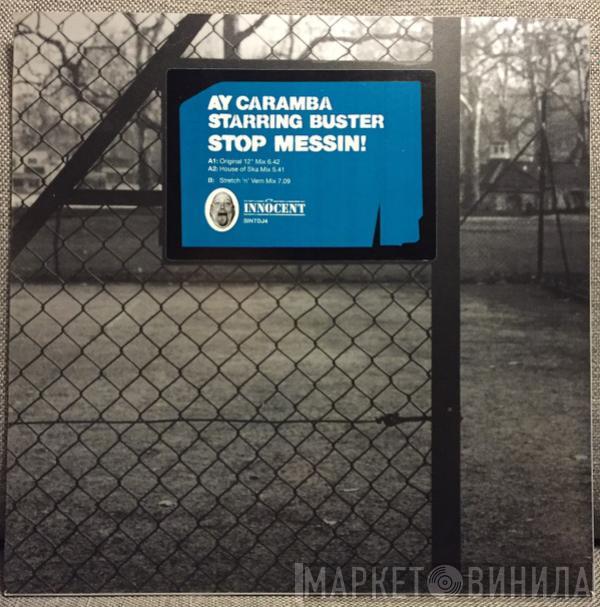 AY CARAMBA
STARRING BUSTER
STOP MESSIN!
A1: Original 12" Mix 6.42
A2: House of Ska Mix 5.41
B: Stretch 'n' Vern Mix 7.09
INNOCENT
SINTDJ4
МАРКЕТ ВИНИЛА